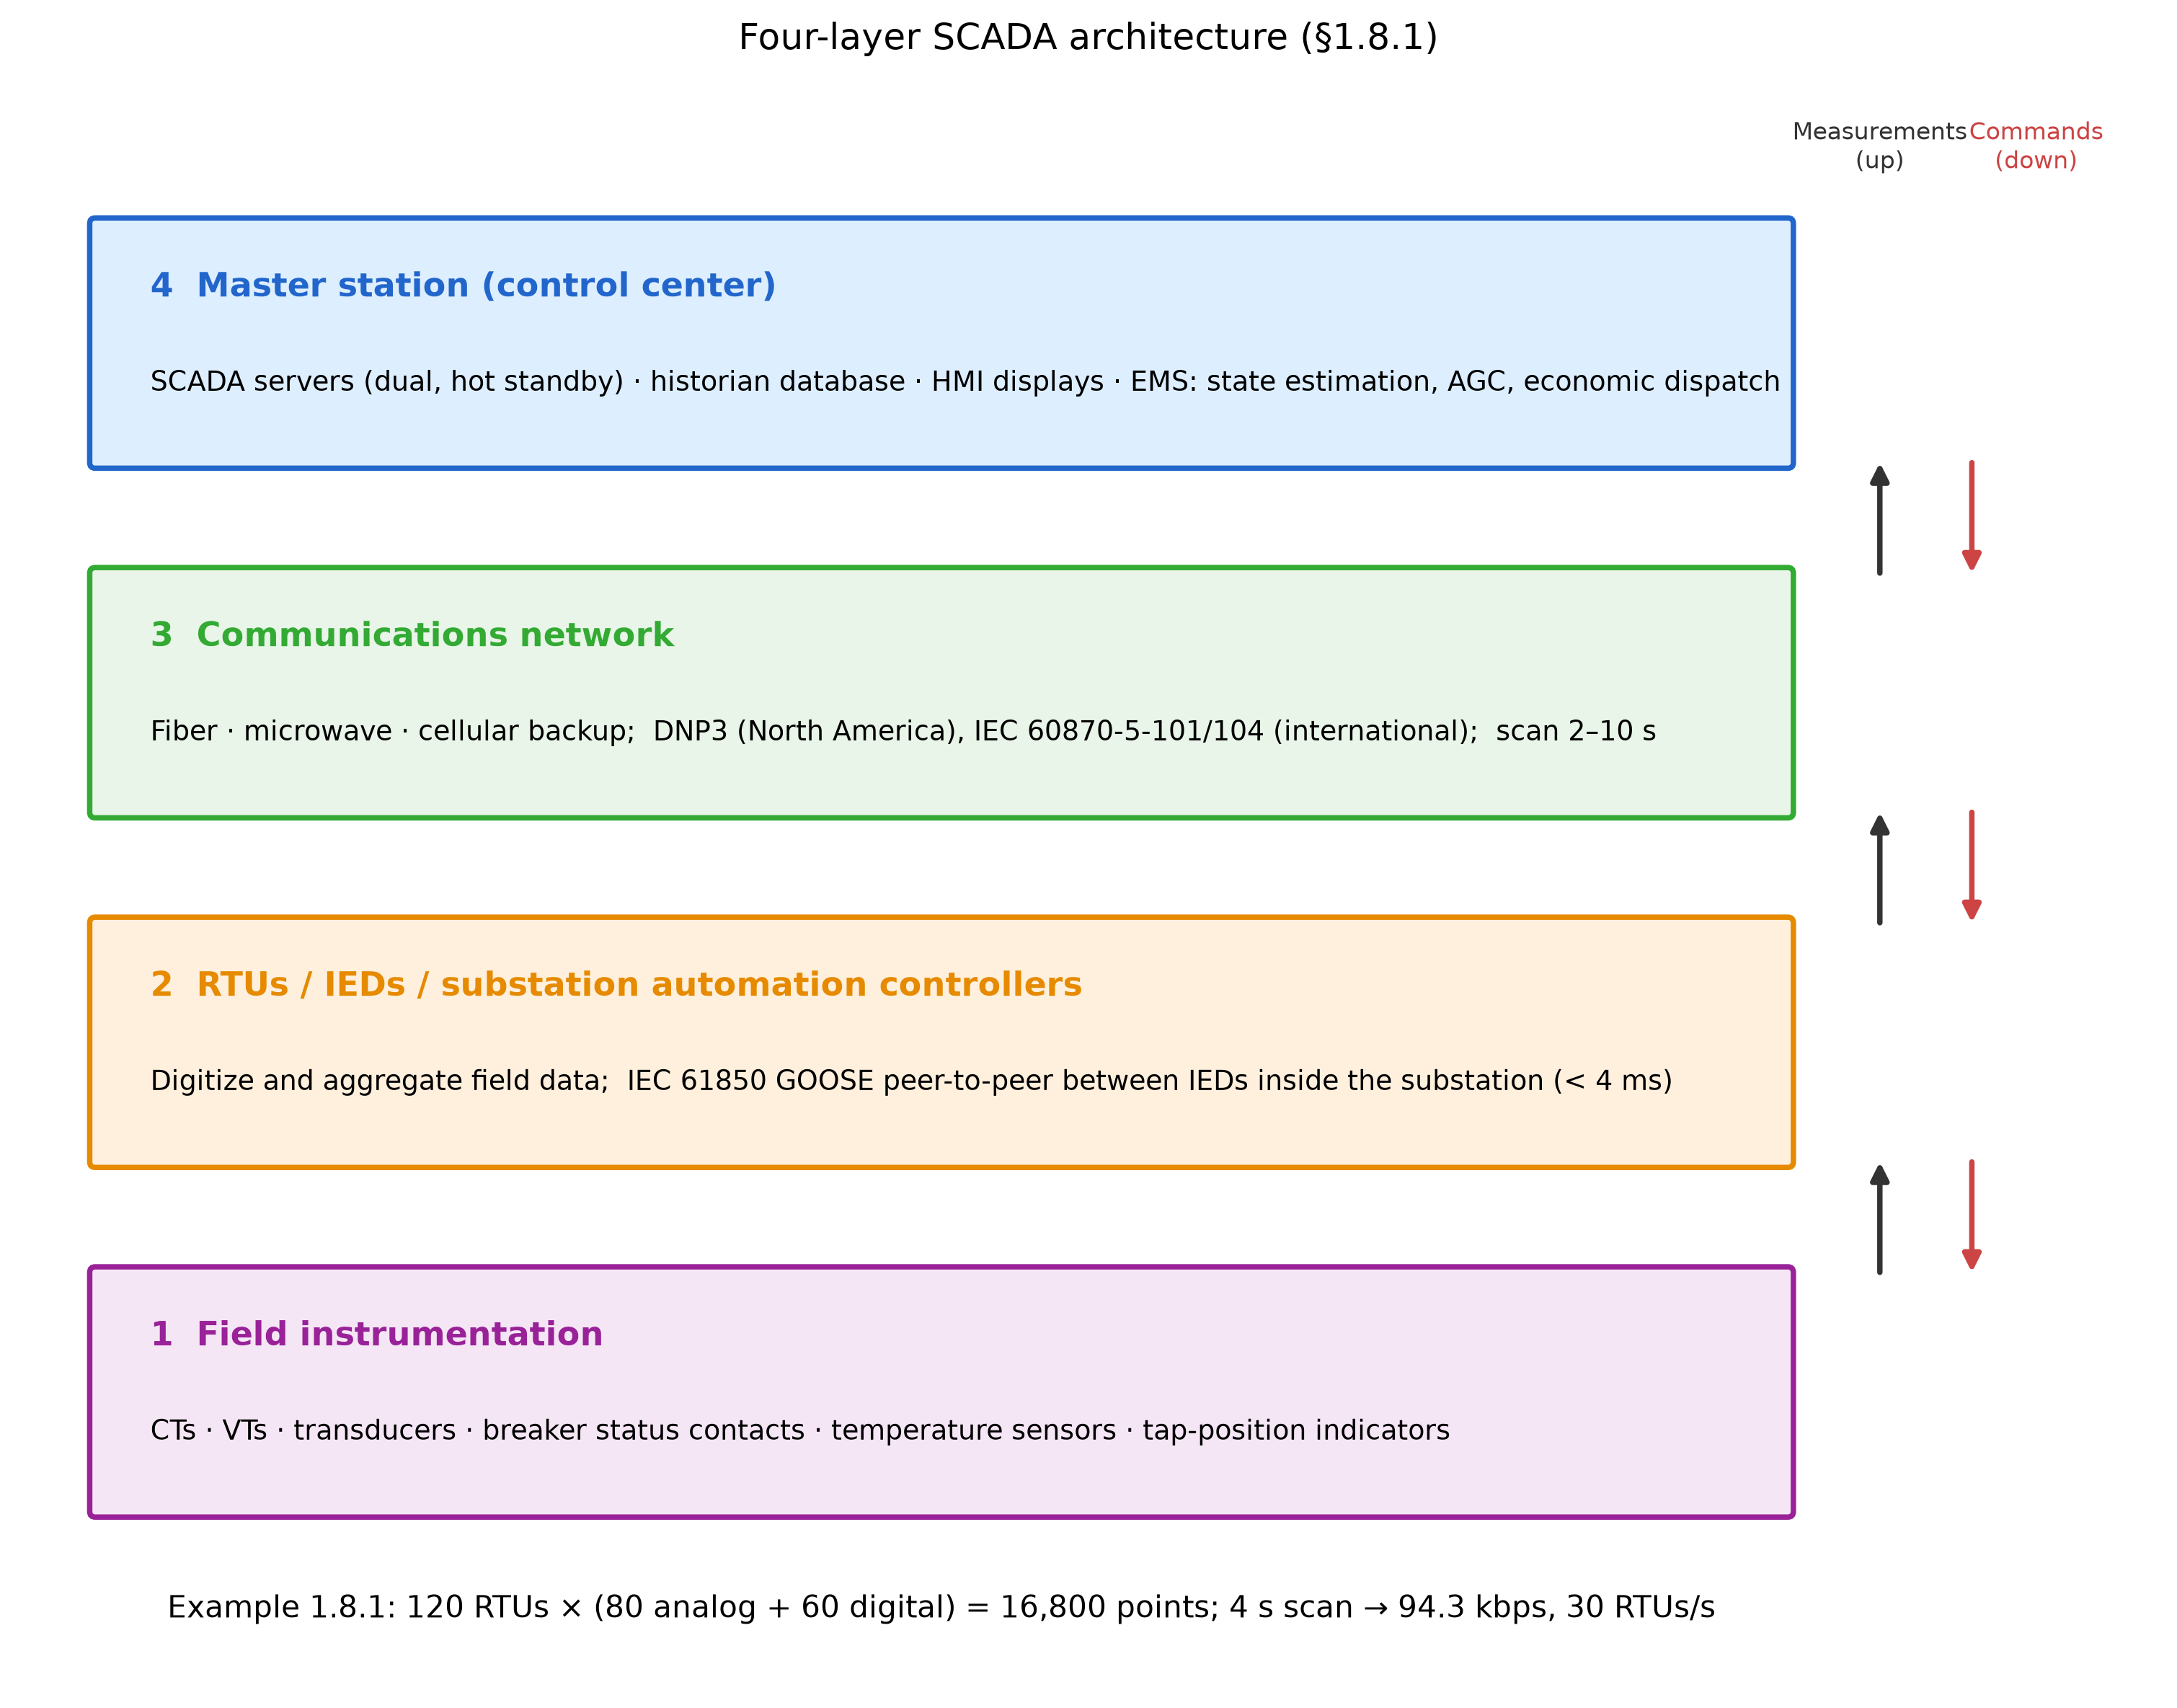 Four-layer SCADA architecture (§1.8.1)
Measurements
(up)
Commands
(down)
4 Master station (control center)
SCADA servers (dual, hot standby) · historian database · HMI displays · EMS: state estimation, AGC, economic dispatch
3 Communications network
Fiber · microwave · cellular backup; DNP3 (North America), IEC 60870-5-101/104 (international); scan 2–10 s
2 RTUs / IEDs / substation automation controllers
Digitize and aggregate field data; IEC 61850 GOOSE peer-to-peer between IEDs inside the substation (< 4 ms)
1 Field instrumentation
CTs · VTs · transducers · breaker status contacts · temperature sensors · tap-position indicators
Example 1.8.1: 120 RTUs × (80 analog + 60 digital) = 16,800 points; 4 s scan → 94.3 kbps, 30 RTUs/s